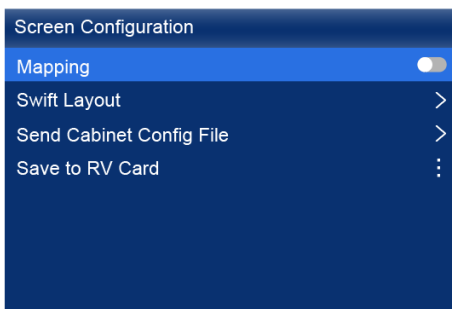 Screen Configuration
Mapping
Swift Layout
Send Cabinet Config File
Save to RV Card